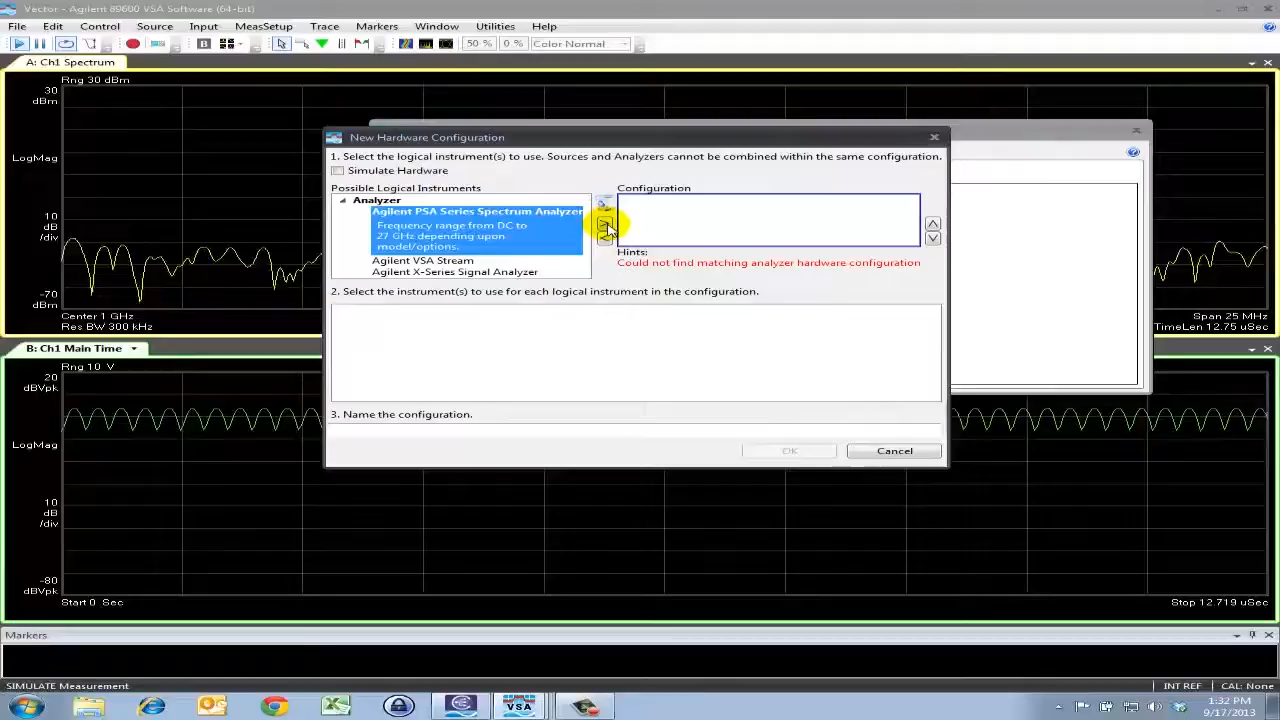 Vector - Agilent 89600 VSA Software (64-bit)
File Edit Control Source Input MeasSetup Trace Markers Window Utilities Help
B 50 % 0 % Color Normal
A: Ch1 Spectrum
Rng 30 dBm
30
dBm
LogMag
10
dB
/div
-70
dBm
Center 1 GHz
Res BW 300 kHz
Span 25 MHz
TimeLen 12.75 uSec
New Hardware Configuration
1. Select the logical instrument(s) to use. Sources and Analyzers cannot be combined within the same configuration.
Simulate Hardware
Possible Logical Instruments
Configuration
Analyzer
Agilent PSA Series Spectrum Analyzer
Frequency range from DC to
27 GHz depending upon
model/options.
Agilent VSA Stream
Agilent X-Series Signal Analyzer
Hints:
Could not find matching analyzer hardware configuration
2. Select the instrument(s) to use for each logical instrument in the configuration.
3. Name the configuration.
OK Cancel
B: Ch1 Main Time
Rng 10 V
20
dBVpk
LogMag
10
dB
/div
-80
dBVpk
Start 0 Sec
Stop 12.719 uSec
Markers
SIMULATE Measurement
INT REF CAL: None
VSA
1:32 PM
9/17/2013